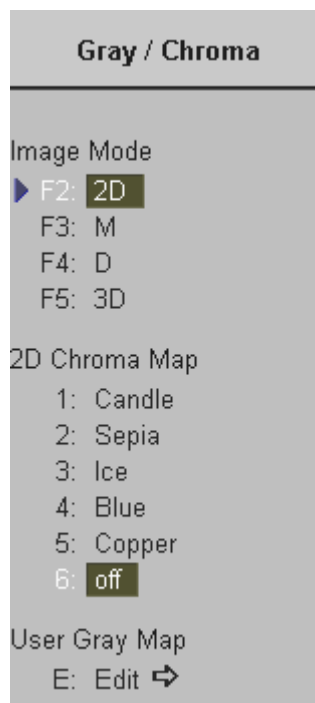 Gray / Chroma
Image Mode
F2: 2D
F3: M
F4: D
F5: 3D
2D Chroma Map
1: Candle
2: Sepia
3: Ice
4: Blue
5: Copper
6: off
User Gray Map
E: Edit